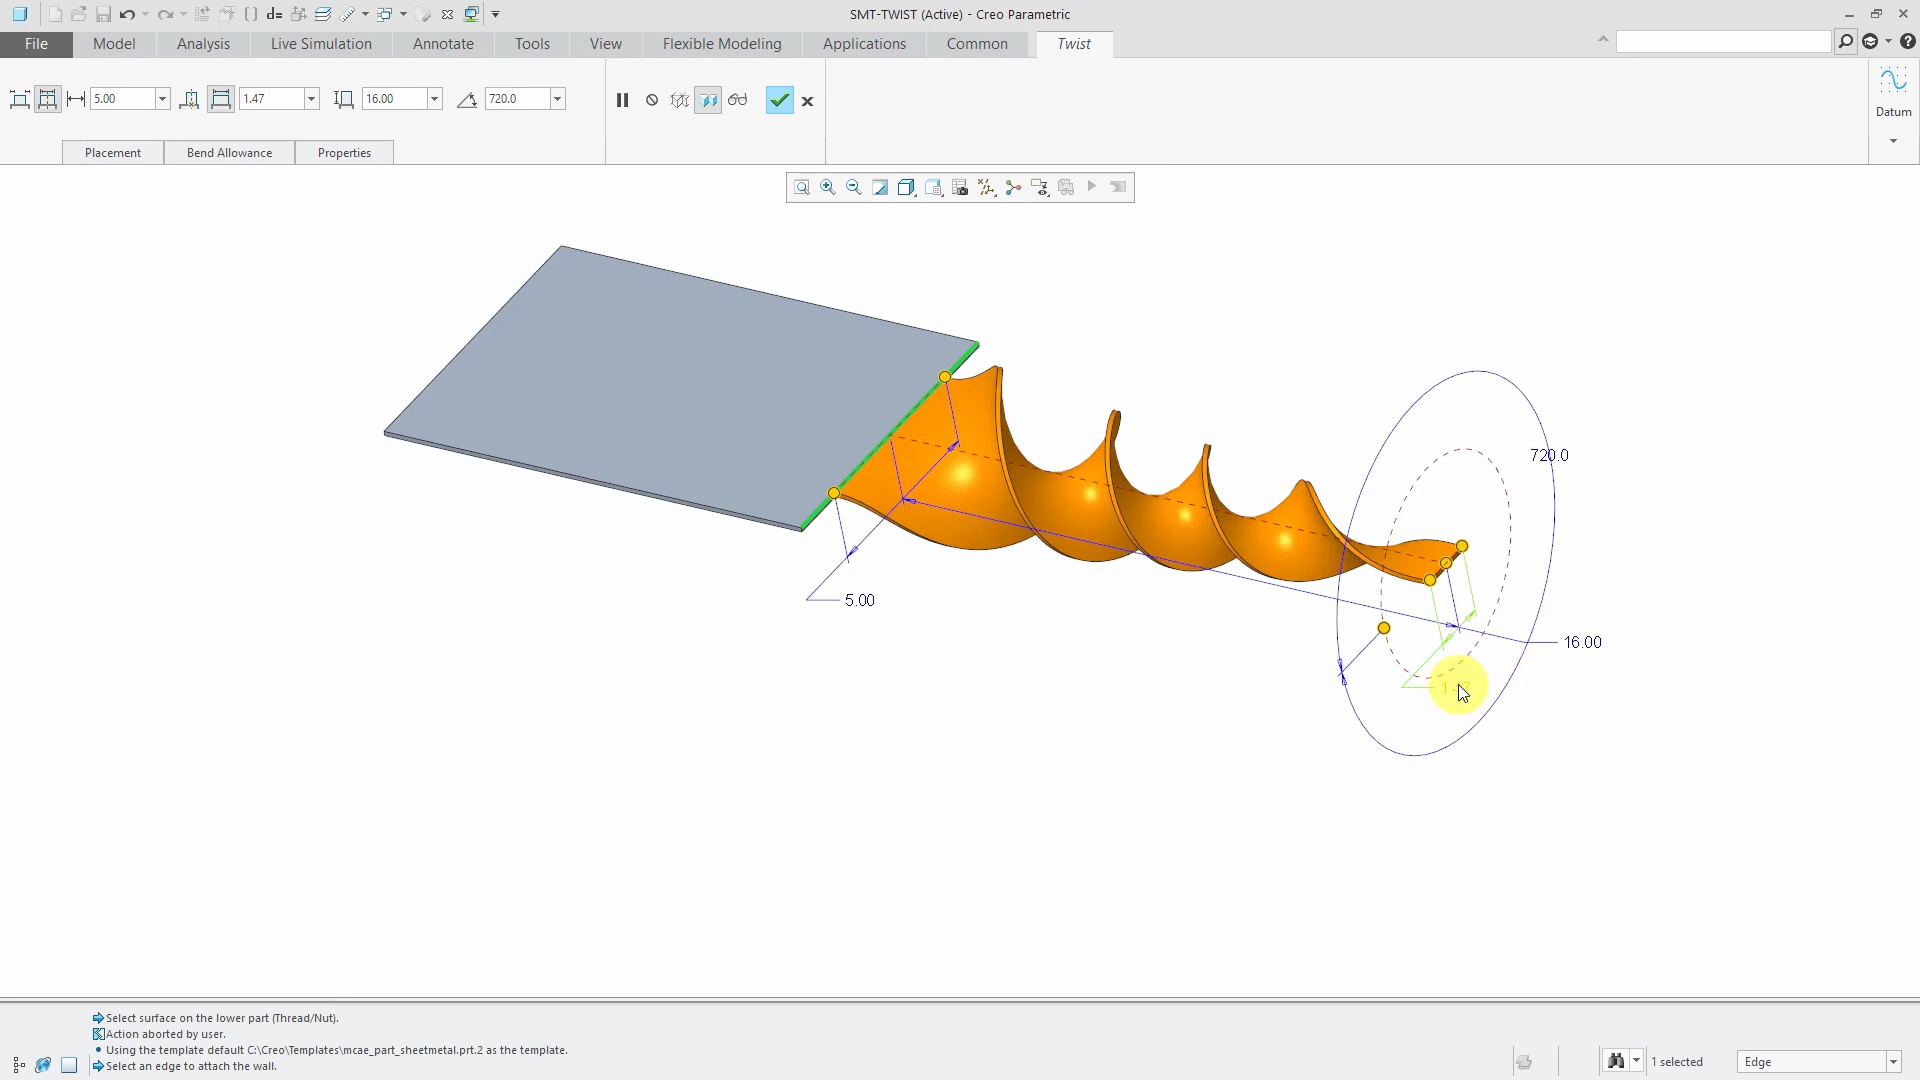 SMT-TWIST (Active) - Creo Parametric
File Model Analysis Live Simulation Annotate Tools View Flexible Modeling Applications Common Twist
5.00 1.47 16.00 720.0
Datum
Placement Bend Allowance Properties
720.0
5.00
16.00
1.47
Select surface on the lower part (Thread/Nut).
Action aborted by user.
Using the template default C:\Creo\Templates\mcae_part_sheetmetal.prt.2 as the template.
Select an edge to attach the wall.
1 selected
Edge